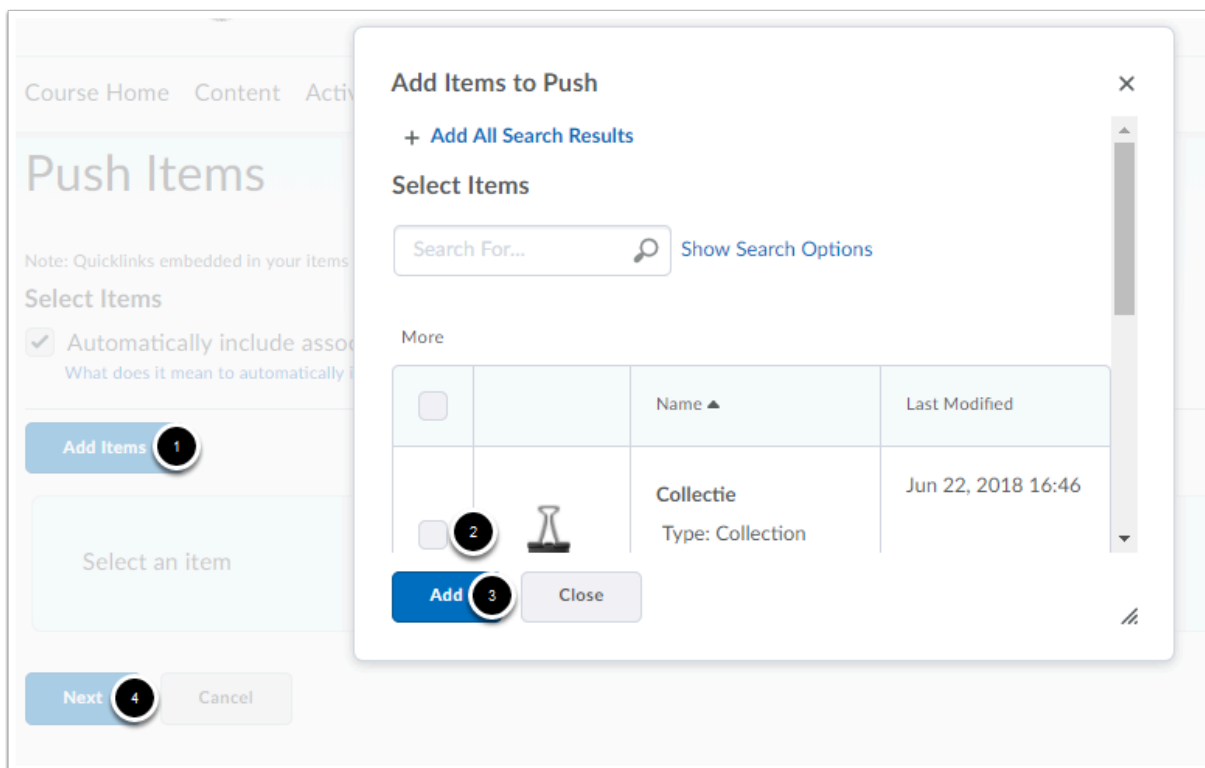 Course Home Content Activ
Push Items
Note: Quicklinks embedded in your items
Select Items
Automatically include assoc
What does it mean to automatically i
Add Items 1
Select an item
Next 4 Cancel
Add Items to Push
+ Add All Search Results
Select Items
Search For... Show Search Options
More
Name Last Modified
Collectie Jun 22, 2018 16:46
2 Type: Collection
Add 3 Close